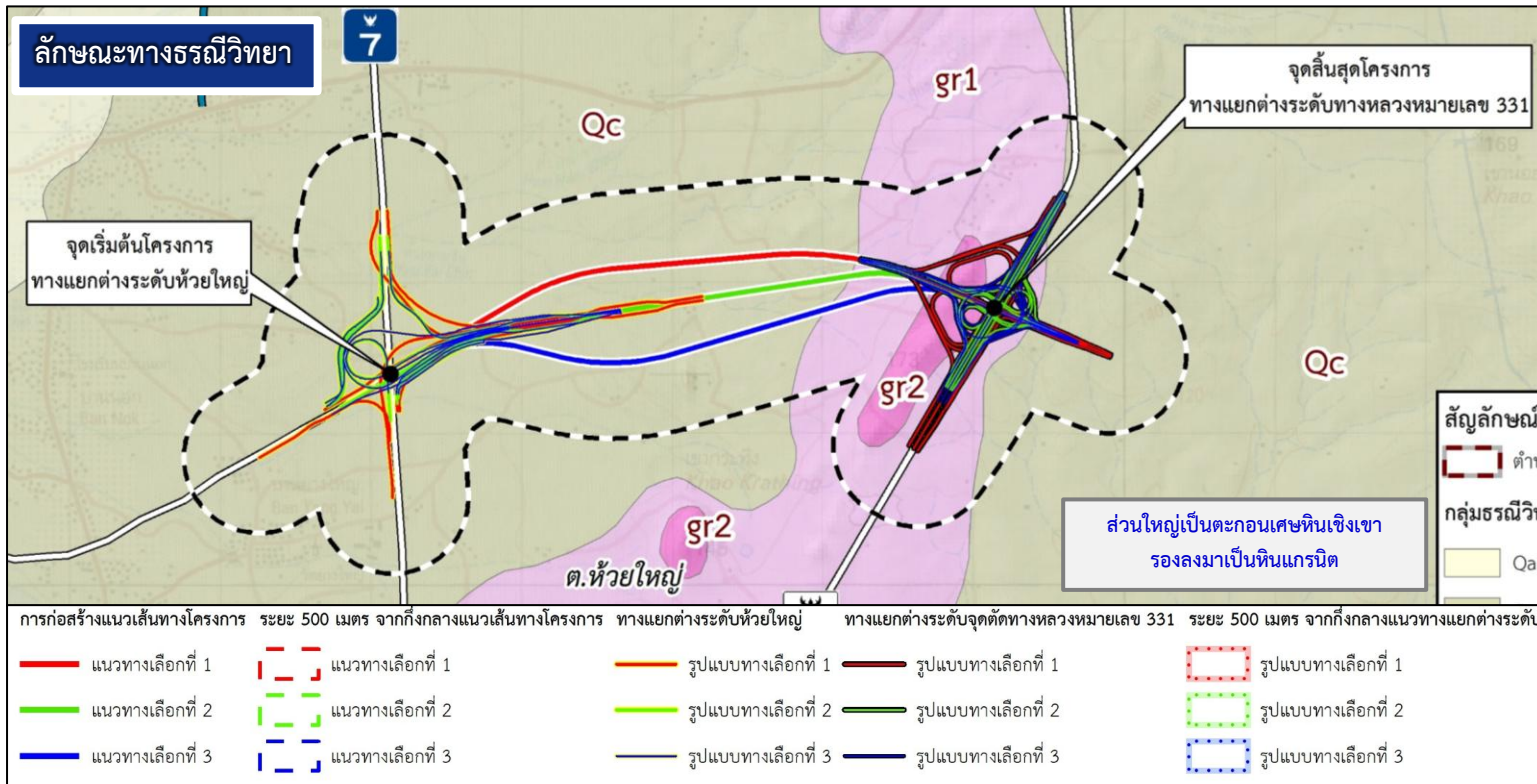 ลักษณะทางธรณีวิทยา
7
gr1
Qc
จุดสิ้นสุดโครงการ
ทางแยกต่างระดับทางหลวงหมายเลข 331
169
จุดเริ่มต้นโครงการ
ทางแยกต่างระดับห้วยใหญ่
Qc
gr2
Khao Krathing
gr2
ต.ห้วยใหญ่
ส่วนใหญ่เป็นตะกอนเศษหินเชิงเขา
รองลงมาเป็นหินแกรนิต
สัญลักษณ์
Qa
การก่อสร้างแนวเส้นทางโครงการ ระยะ 500 เมตร จากกึ่งกลางแนวเส้นทางโครงการ ทางแยกต่างระดับห้วยใหญ่ ทางแยกต่างระดับจุดตัดทางหลวงหมายเลข 331 ระยะ 500 เมตร จากกึ่งกลางแนวทางแยกต่างระดับ
แนวทางเลือกที่ 1 แนวทางเลือกที่ 1 รูปแบบทางเลือกที่ 1 รูปแบบทางเลือกที่ 1 รูปแบบทางเลือกที่ 1
แนวทางเลือกที่ 2 แนวทางเลือกที่ 2 รูปแบบทางเลือกที่ 2 รูปแบบทางเลือกที่ 2 รูปแบบทางเลือกที่ 2
แนวทางเลือกที่ 3 แนวทางเลือกที่ 3 รูปแบบทางเลือกที่ 3 รูปแบบทางเลือกที่ 3 รูปแบบทางเลือกที่ 3